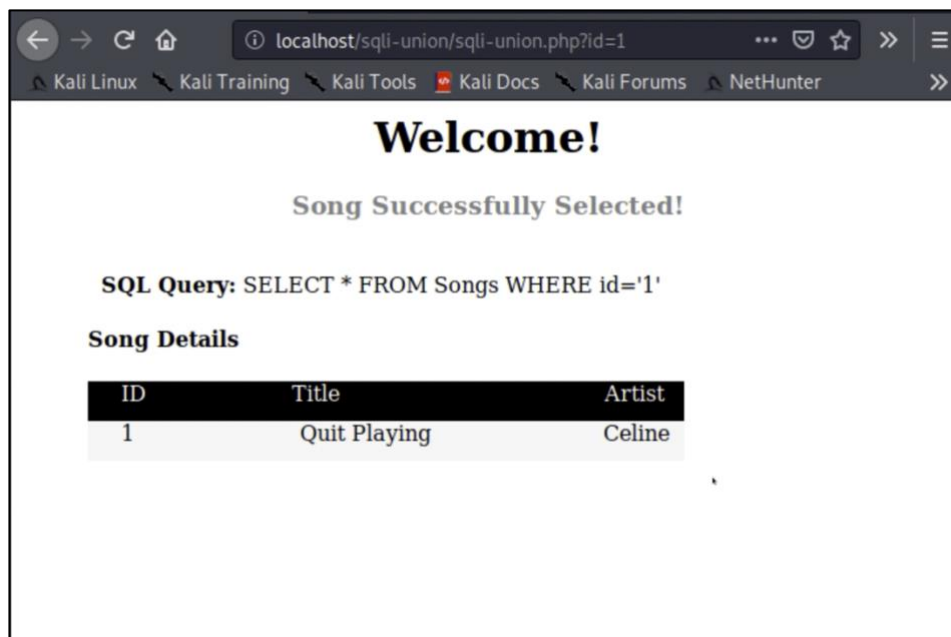 localhost/sqli-union/sqli-union.php?id=1
Kali Linux Kali Training Kali Tools Kali Docs Kali Forums NetHunter
Welcome!
Song Successfully Selected!
SQL Query: SELECT * FROM Songs WHERE id='1'
Song Details
ID Title Artist
1 Quit Playing Celine